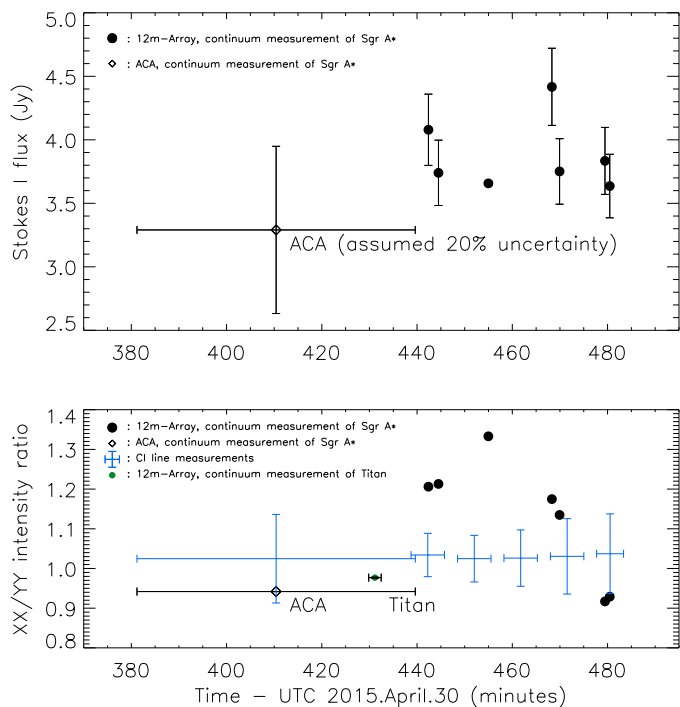 5.0
● : 12m-Array, continuum measurement of Sgr A*
◇ : ACA, continuum measurement of Sgr A*
4.5
4.0
Stokes I flux (Jy)
3.5
ACA (assumed 20% uncertainty)
3.0
2.5
380 400 420 440 460 480
1.4
● : 12m-Array, continuum measurement of Sgr A*
◇ : ACA, continuum measurement of Sgr A*
: CI line measurements
● : 12m-Array, continuum measurement of Titan
1.3
1.2
1.1
XX/YY intensity ratio
1.0
0.9
ACA Titan
0.8
380 400 420 440 460 480
Time - UTC 2015.April.30 (minutes)